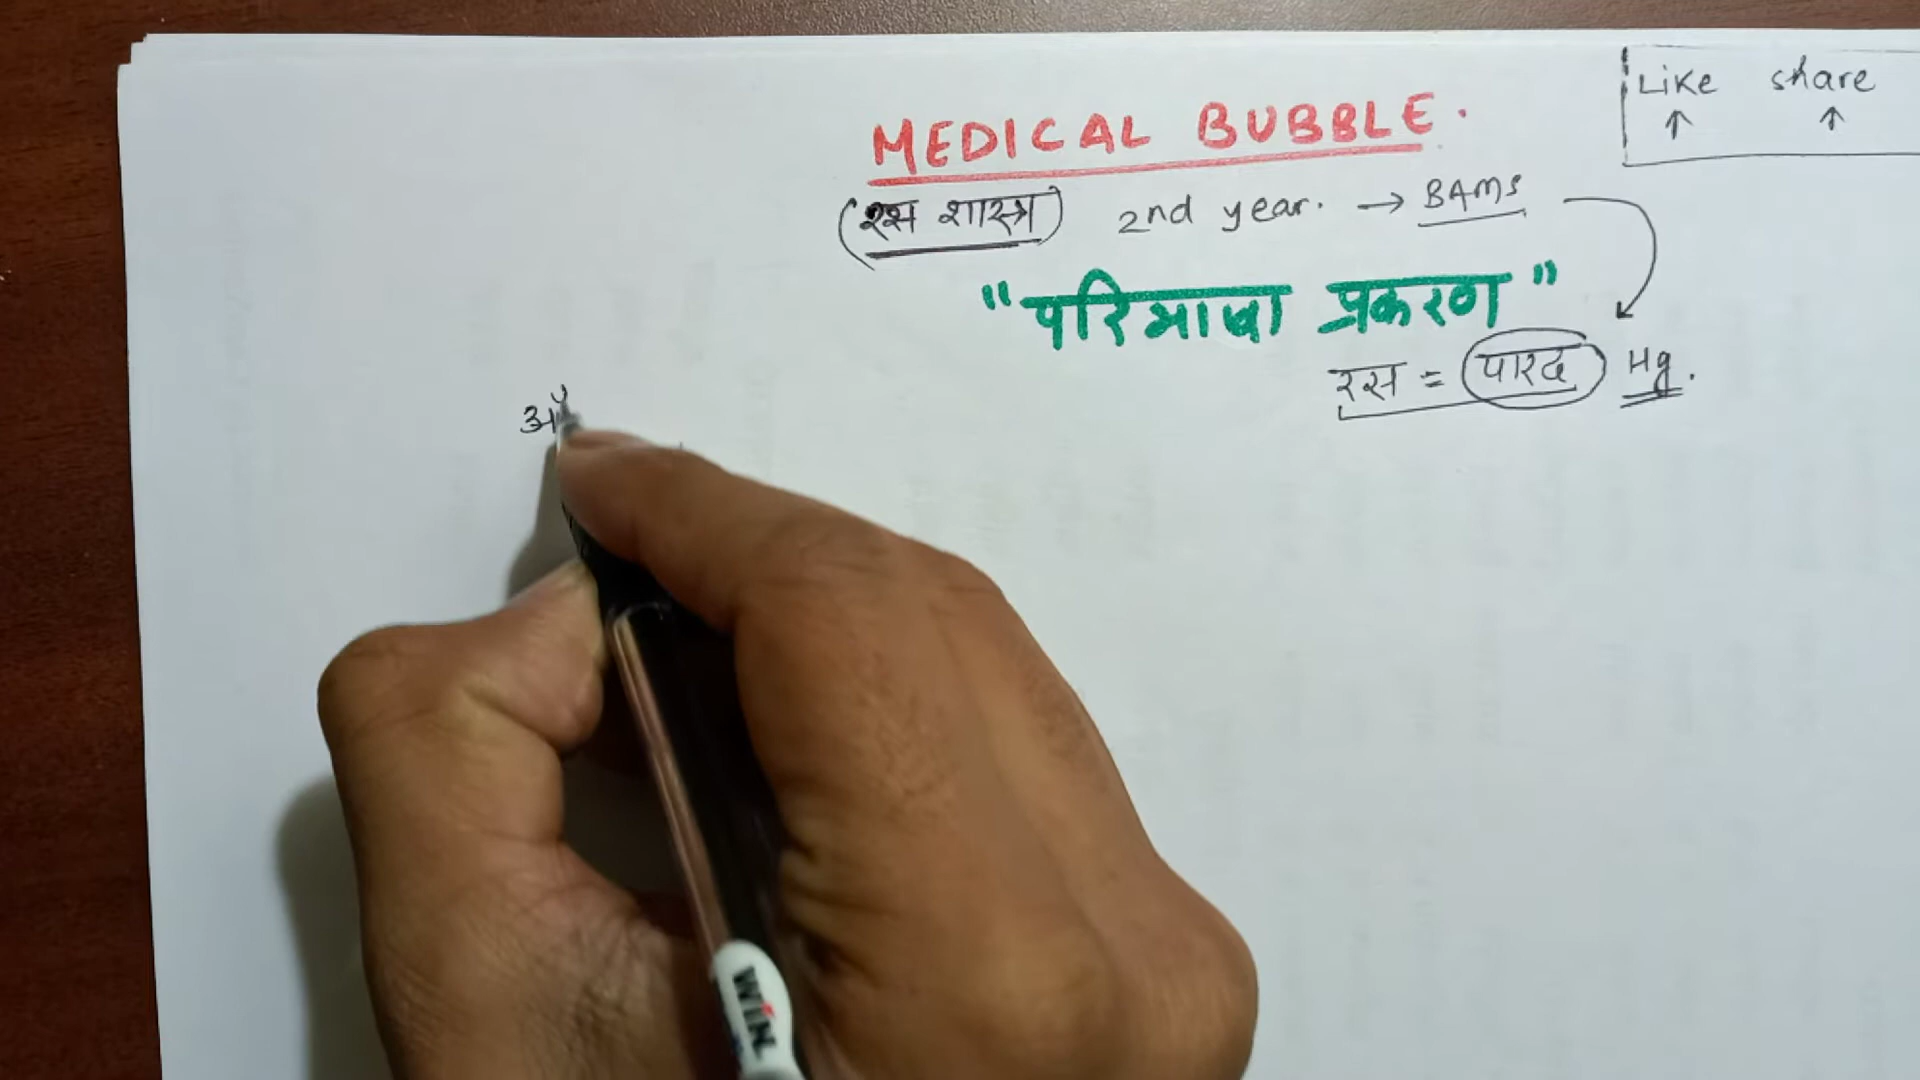 Like share
↑ ↑
MEDICAL BUBBLE.
(रस शास्त्र) 2nd year. → BAMS
"परिभाषा प्रकरण"
रस = पारद Hg.
WIN